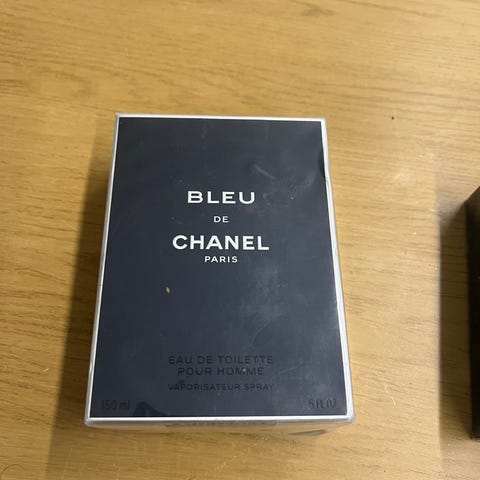 BLEU
DE
CHANEL
PARIS
EAU DE TOILETTE
POUR HOMME
VAPORISATEUR SPRAY
150 ml
5 fl oz